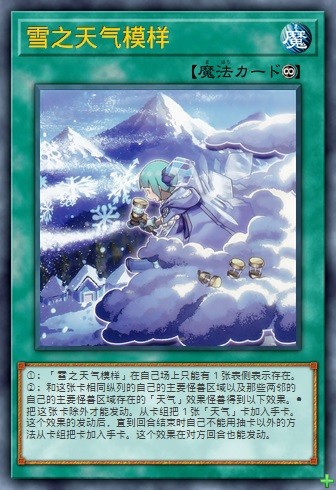 雪之天气模样
魔
【魔法カード】
①：「雪之天气模样」在自己场上只能有1张表侧表示存在。
②：和这张卡相同纵列的自己的主要怪兽区域以及那些两邻的
自己的主要怪兽区域存在的「天气」效果怪兽得到以下效果。●
把这张卡除外才能发动。从卡组把1张「天气」卡加入手卡。
这个效果的发动后，直到回合结束时自己不能用抽卡以外的方
法从卡组把卡加入手卡。这个效果在对方回合也能发动。